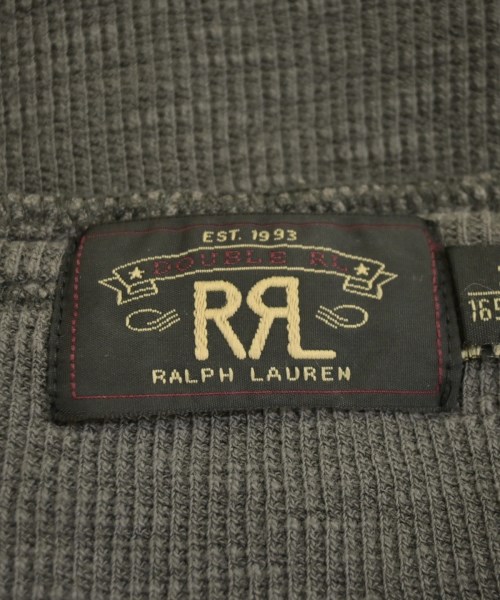 EST. 1993
DOUBLE RL
RRL
RALPH LAUREN
165